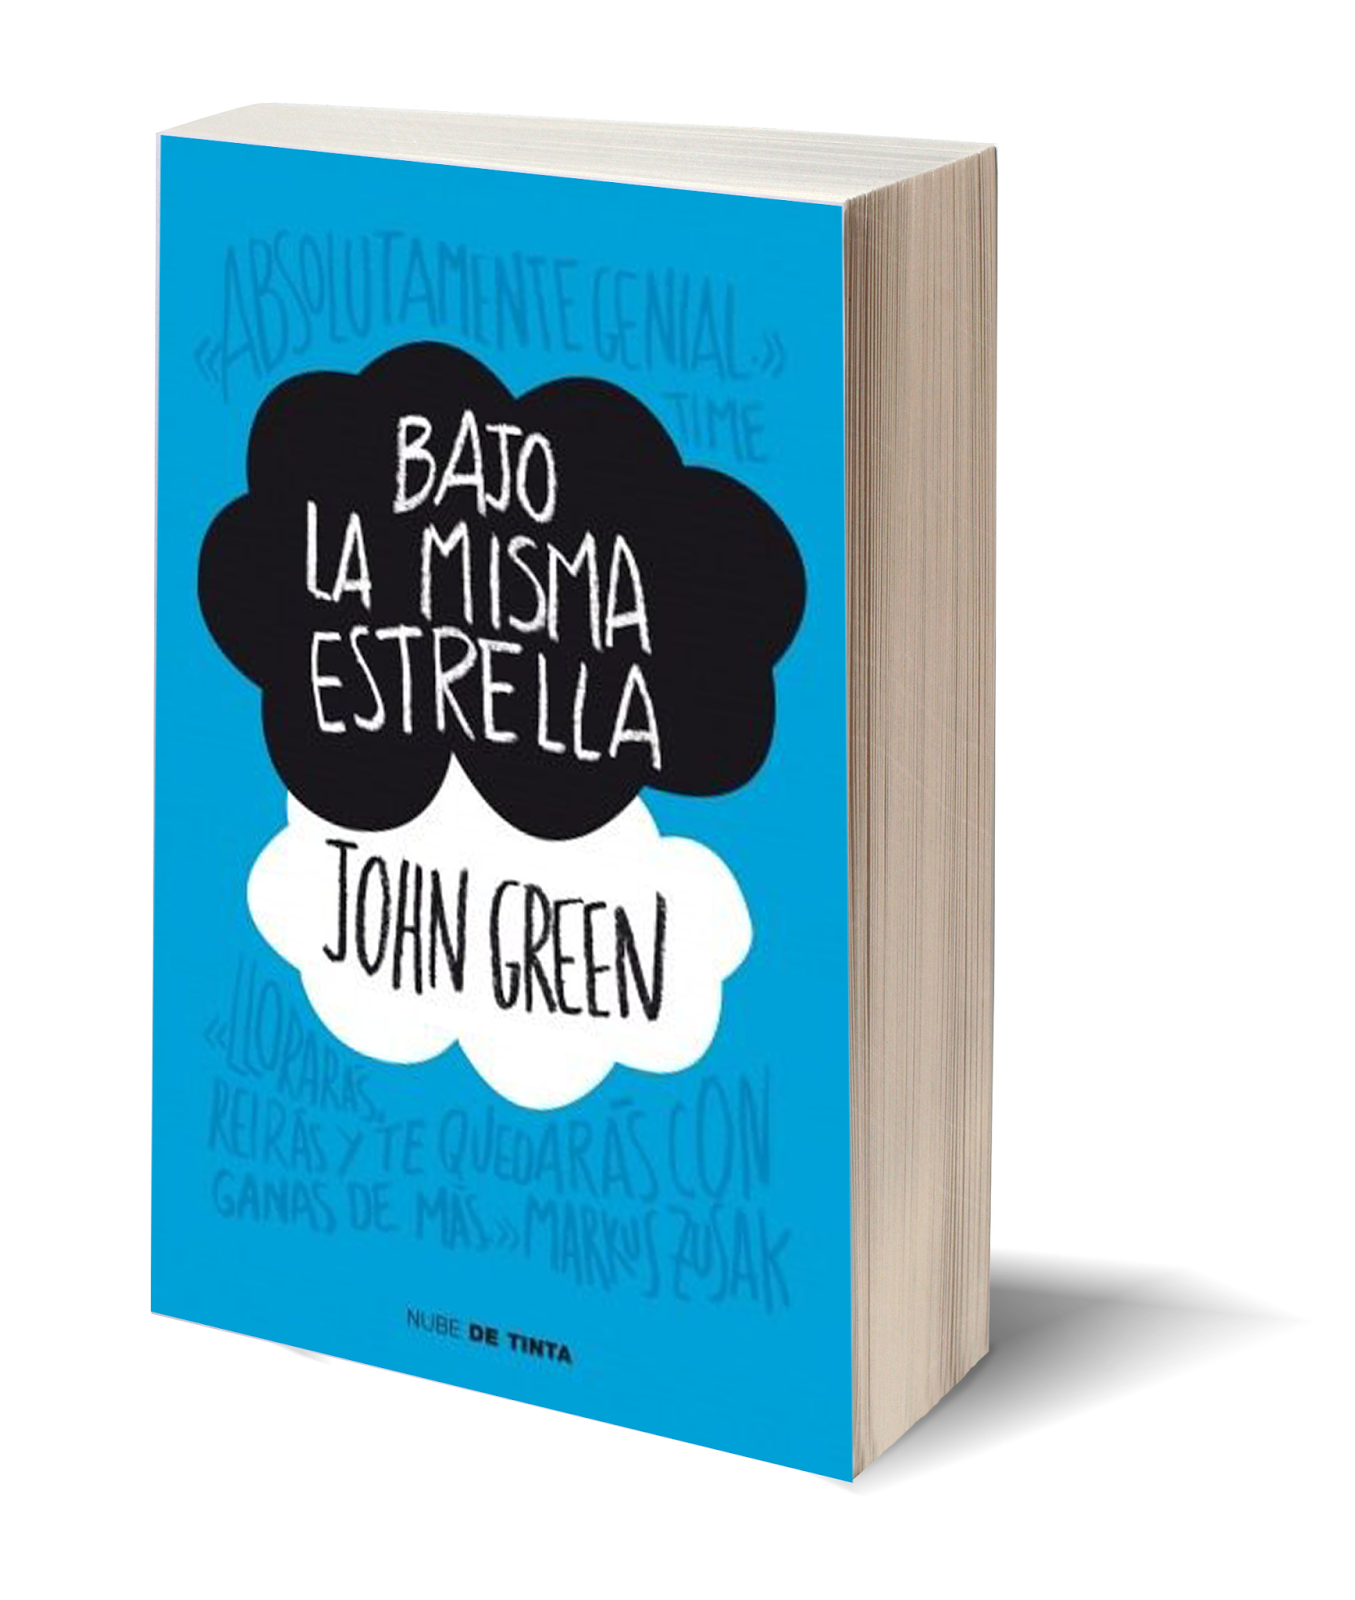 «ABSOLUTAMENTE GENIAL.»
TIME
BAJO
LA MISMA
ESTRELLA
JOHN GREEN
«LLORARÁS,
REIRÁS Y TE QUEDARÁS CON
GANAS DE MÁS.» MARKUS ZUSAK
NUBE DE TINTA